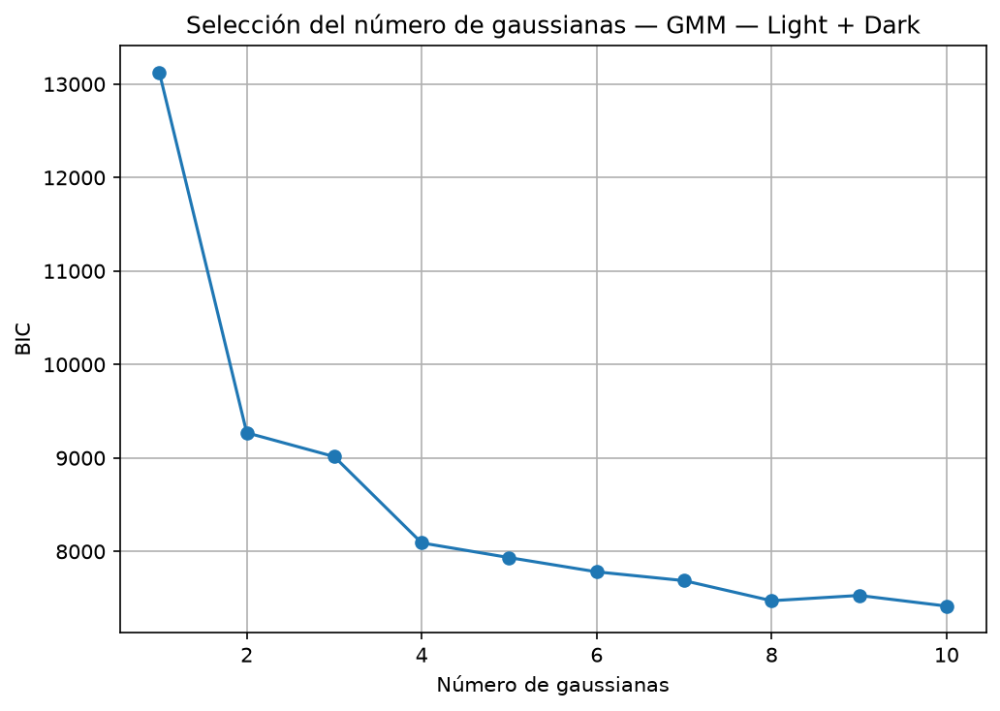 Selección del número de gaussianas — GMM — Light + Dark
13000
12000
11000
10000
9000
8000
BIC
2 4 6 8 10
Número de gaussianas